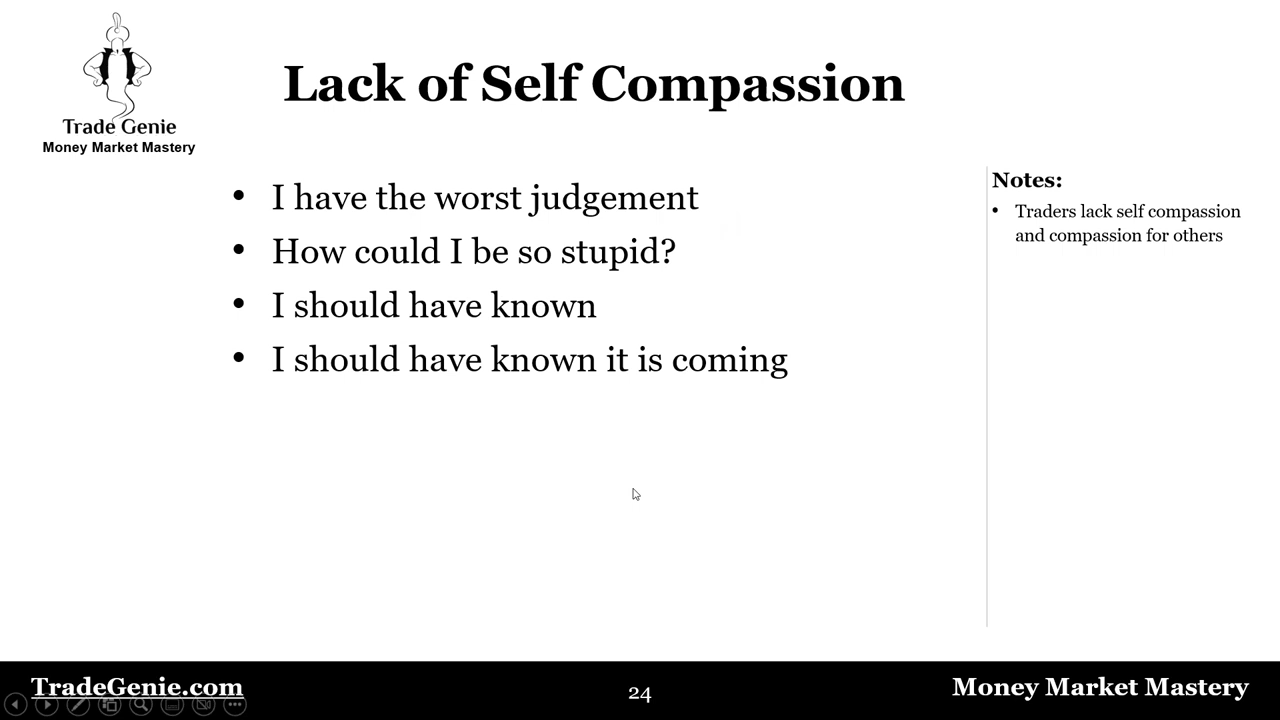 Trade Genie
Money Market Mastery
Lack of Self Compassion
• I have the worst judgement
• How could I be so stupid?
• I should have known
• I should have known it is coming
Notes:
• Traders lack self compassion
and compassion for others
TradeGenie.com
24
Money Market Mastery